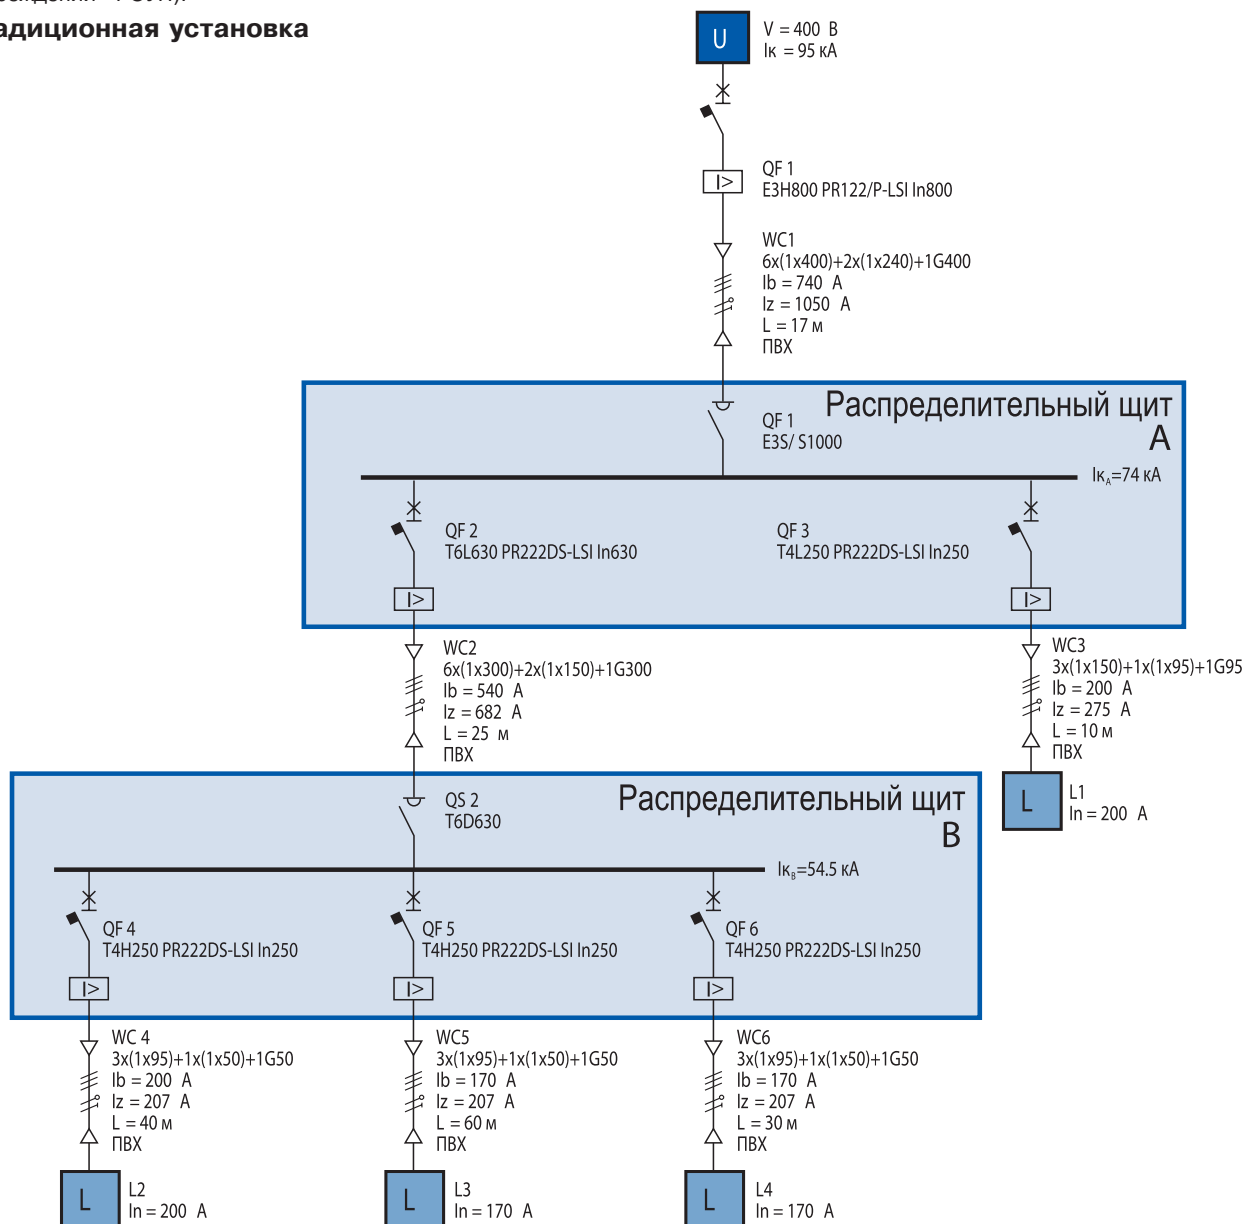 адиционная установка
U
V = 400 В
Iк = 95 кА
I>
QF 1
E3H800 PR122/P-LSI In800
WC1
6x(1x400)+2x(1x240)+1G400
Ib = 740 A
Iz = 1050 A
L = 17 м
ПВХ
Распределительный щит
A
QF 1
E3S/ S1000
IкA=74 кА
QF 2
T6L630 PR222DS-LSI In630
QF 3
T4L250 PR222DS-LSI In250
I>
I>
WC2
6x(1x300)+2x(1x150)+1G300
Ib = 540 A
Iz = 682 A
L = 25 м
ПВХ
WC3
3x(1x150)+1x(1x95)+1G95
Ib = 200 A
Iz = 275 A
L = 10 м
ПВХ
L
L1
In = 200 A
Распределительный щит
B
QS 2
T6D630
IкB=54.5 кА
QF 4
T4H250 PR222DS-LSI In250
QF 5
T4H250 PR222DS-LSI In250
QF 6
T4H250 PR222DS-LSI In250
I>
I>
I>
WC 4
3x(1x95)+1x(1x50)+1G50
Ib = 200 A
Iz = 207 A
L = 40 м
ПВХ
WC5
3x(1x95)+1x(1x50)+1G50
Ib = 170 A
Iz = 207 A
L = 60 м
ПВХ
WC6
3x(1x95)+1x(1x50)+1G50
Ib = 170 A
Iz = 207 A
L = 30 м
ПВХ
L
L2
In = 200 A
L
L3
In = 170 A
L
L4
In = 170 A